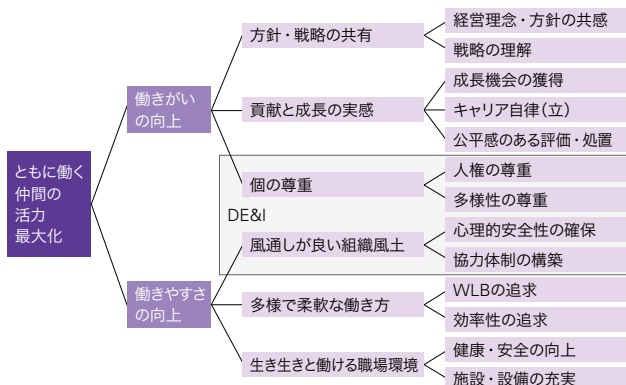 ともに働く
仲間の
活力
最大化
働きがい
の向上
働きやすさ
の向上
方針・戦略の共有
貢献と成長の実感
個の尊重
DE&I
風通しが良い組織風土
多様で柔軟な働き方
生き生きと働ける職場環境
経営理念・方針の共感
戦略の理解
成長機会の獲得
キャリア自律(立)
公平感のある評価・処置
人権の尊重
多様性の尊重
心理的安全性の確保
協力体制の構築
WLBの追求
効率性の追求
健康・安全の向上
施設・設備の充実